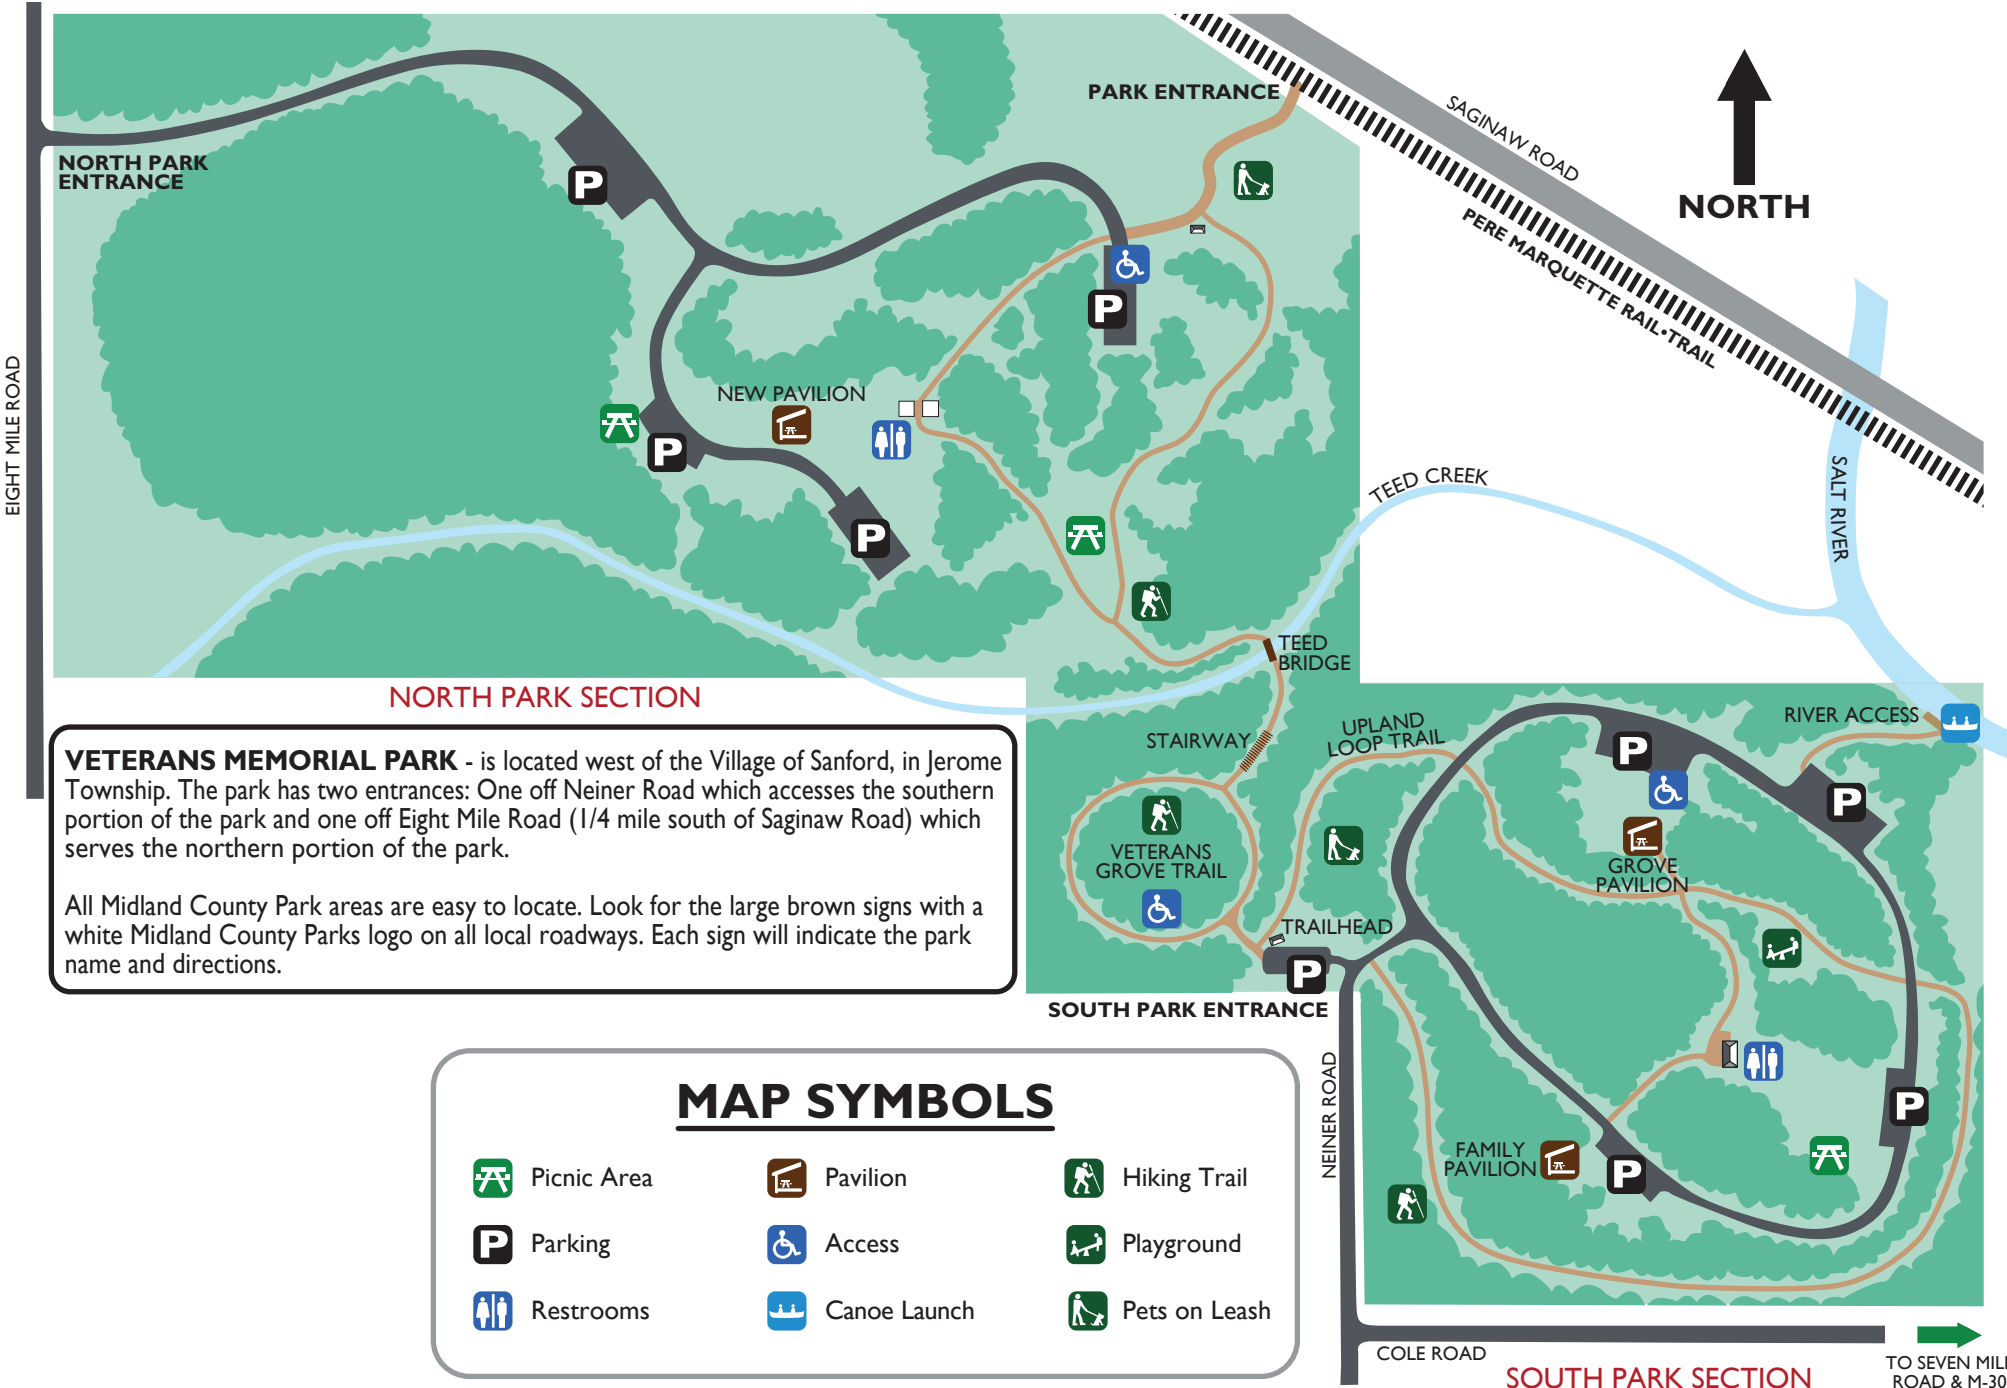 PARK ENTRANCE
SAGINAW ROAD
PERE MARQUETTE RAIL•TRAIL
NORTH
NORTH PARK
ENTRANCE
P
EIGHT MILE ROAD
P
NEW PAVILION
P
P
TEED CREEK
SALT RIVER
TEED
BRIDGE
NORTH PARK SECTION
VETERANS MEMORIAL PARK - is located west of the Village of Sanford, in Jerome
Township. The park has two entrances: One off Neiner Road which accesses the southern
portion of the park and one off Eight Mile Road (1/4 mile south of Saginaw Road) which
serves the northern portion of the park.
All Midland County Park areas are easy to locate. Look for the large brown signs with a
white Midland County Parks logo on all local roadways. Each sign will indicate the park
name and directions.
STAIRWAY
UPLAND
LOOP TRAIL
RIVER ACCESS
P
P
VETERANS
GROVE TRAIL
GROVE
PAVILION
TRAILHEAD
P
SOUTH PARK ENTRANCE
NEINER ROAD
P
FAMILY
PAVILION
P
MAP SYMBOLS
Picnic Area
Pavilion
Hiking Trail
P Parking
Access
Playground
Restrooms
Canoe Launch
Pets on Leash
COLE ROAD
SOUTH PARK SECTION
ROAD & M-30